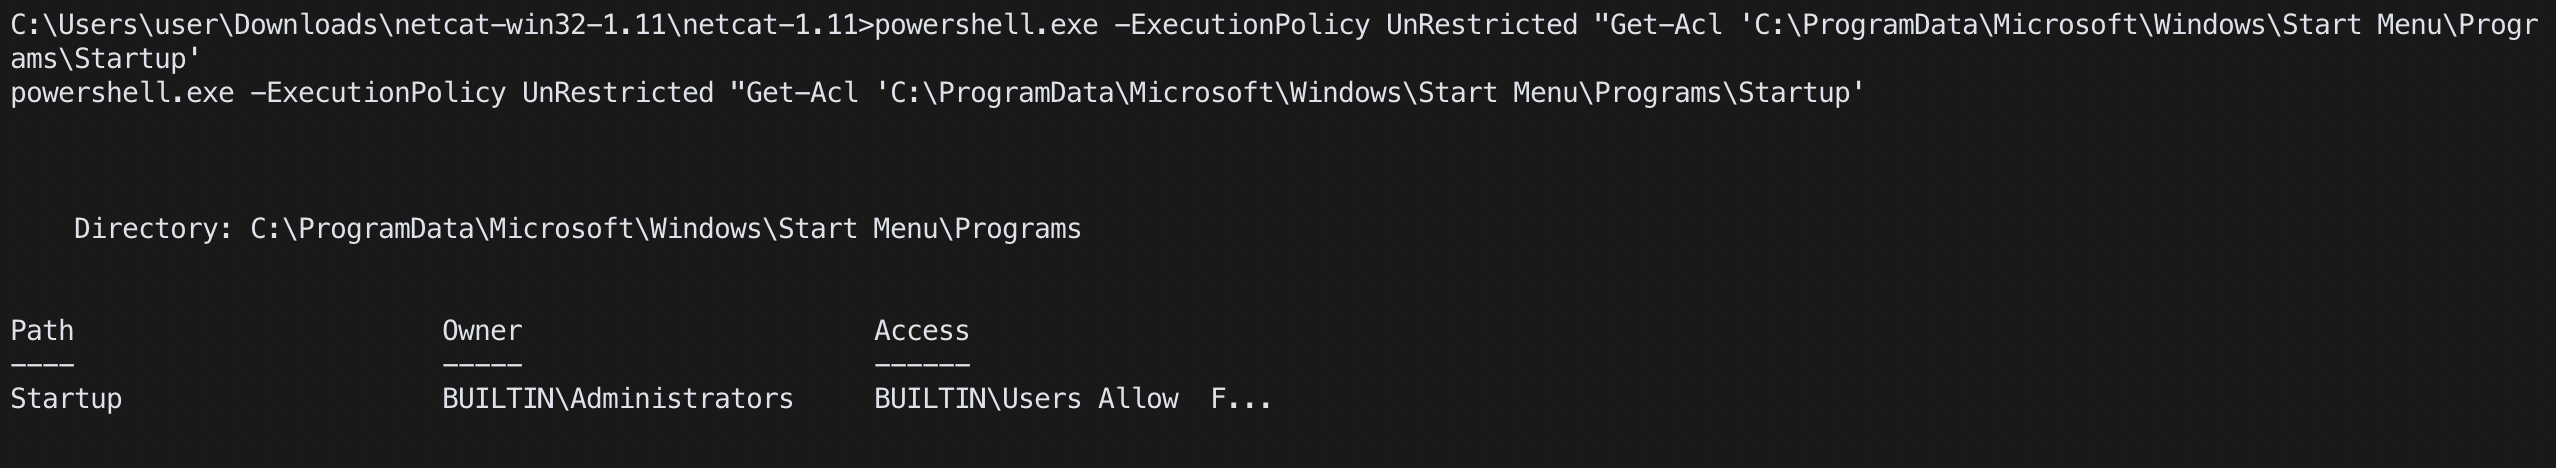 C:\Users\user\Downloads\netcat-win32-1.11\netcat-1.11>powershell.exe -ExecutionPolicy UnRestricted "Get-Acl 'C:\ProgramData\Microsoft\Windows\Start Menu\Progr
ams\Startup'
powershell.exe -ExecutionPolicy UnRestricted "Get-Acl 'C:\ProgramData\Microsoft\Windows\Start Menu\Programs\Startup'
Directory: C:\ProgramData\Microsoft\Windows\Start Menu\Programs
Path Owner Access
---- ----- ------
Startup BUILTIN\Administrators BUILTIN\Users Allow  F...